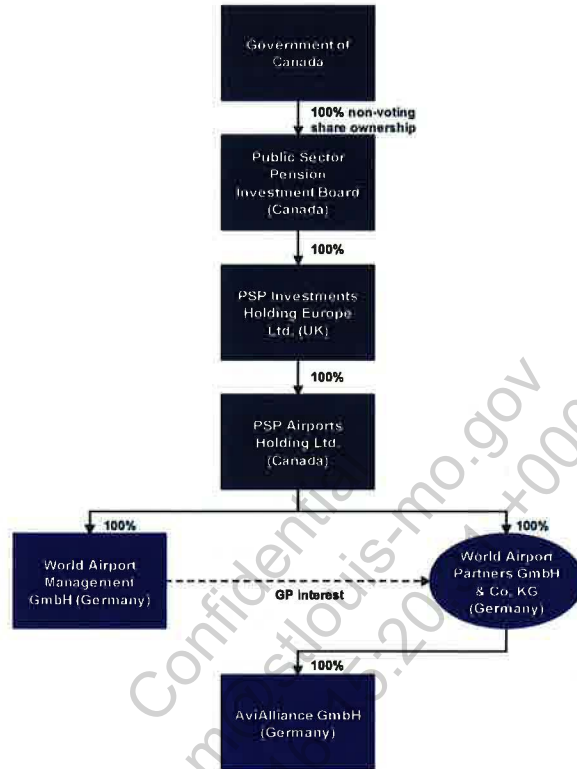 Government of
Canada
100% non-voting
share ownership
Public Sector
Pension
Investment Board
(Canada)
100%
PSP Investments
Holding Europe
Ltd. (UK)
100%
PSP Airports
Holding Ltd.
(Canada)
100%
100%
World Airport
Management
GmbH (Germany)
GP interest
World Airport
Partners GmbH
& Co. KG
(Germany)
100%
AviAlliance GmbH
(Germany)
Confidential